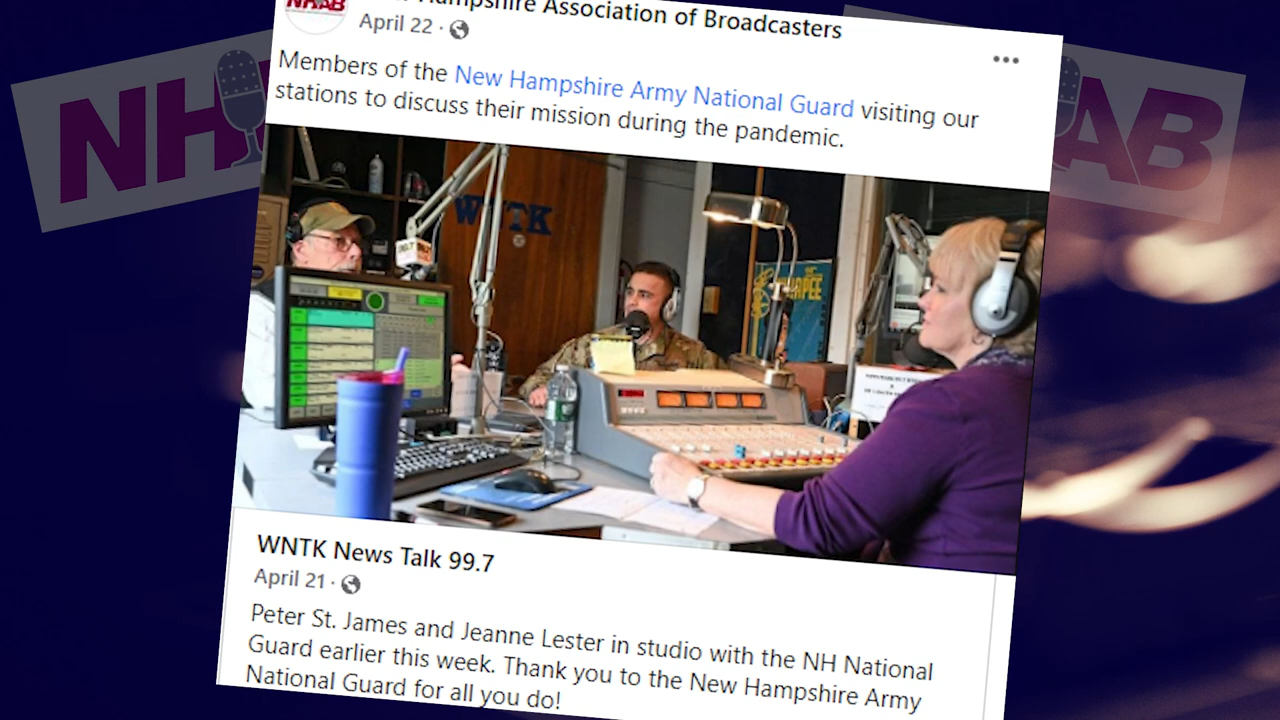 NHAB
Hampshire Association of Broadcasters
April 22 ·
Members of the New Hampshire Army National Guard visiting our
stations to discuss their mission during the pandemic.
NH
AB
WNTK
WNTK News Talk 99.7
April 21 ·
Peter St. James and Jeanne Lester in studio with the NH National
Guard earlier this week. Thank you to the New Hampshire Army
National Guard for all you do!